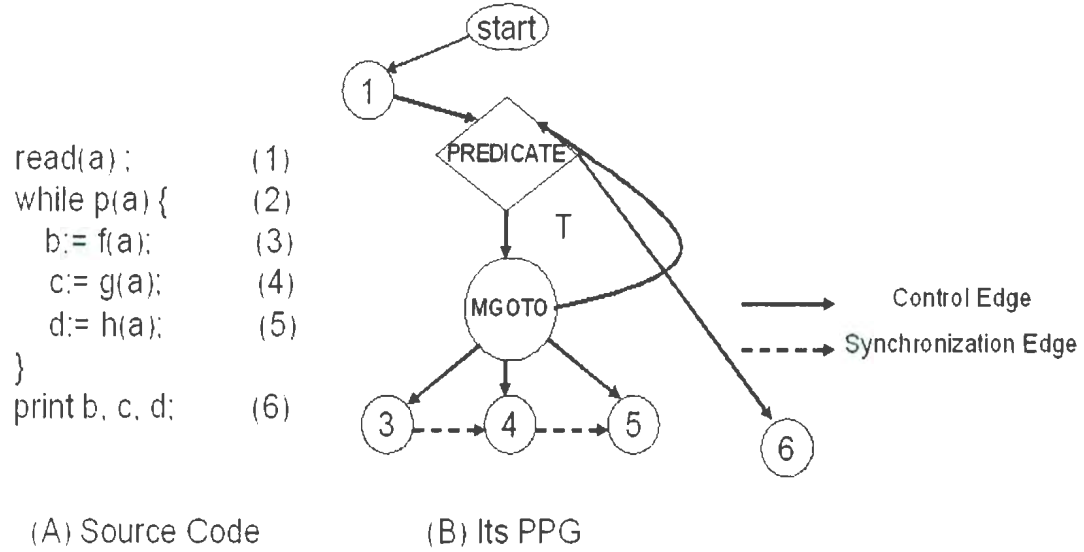 start
1
PREDICATE
T
MGOTO
3
4
5
6
read(a) ; (1)
while p(a) { (2)
b:= f(a); (3)
c:= g(a); (4)
d:= h(a); (5)
}
print b, c, d; (6)
Control Edge
Synchronization Edge
(A) Source Code
(B) Its PPG